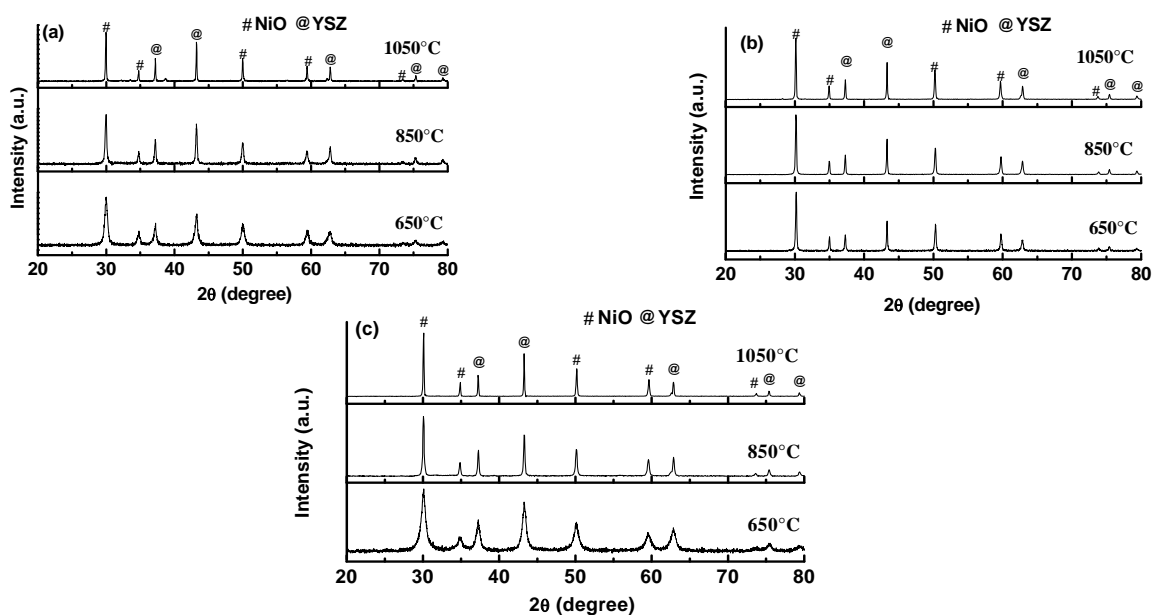 (a)
# NiO @ YSZ
# # @ @ # # @ # @ @
1050°C
850°C
650°C
Intensity (a.u.)
20 30 40 50 60 70 80
2θ (degree)
(b)
# NiO @ YSZ
# # @ @ # # @ # @ @
1050°C
850°C
650°C
Intensity (a.u.)
20 30 40 50 60 70 80
2θ (degree)
(c)
# NiO @ YSZ
# # @ @ # # @ # @ @
1050°C
850°C
650°C
Intensity (a.u.)
20 30 40 50 60 70 80
2θ (degree)